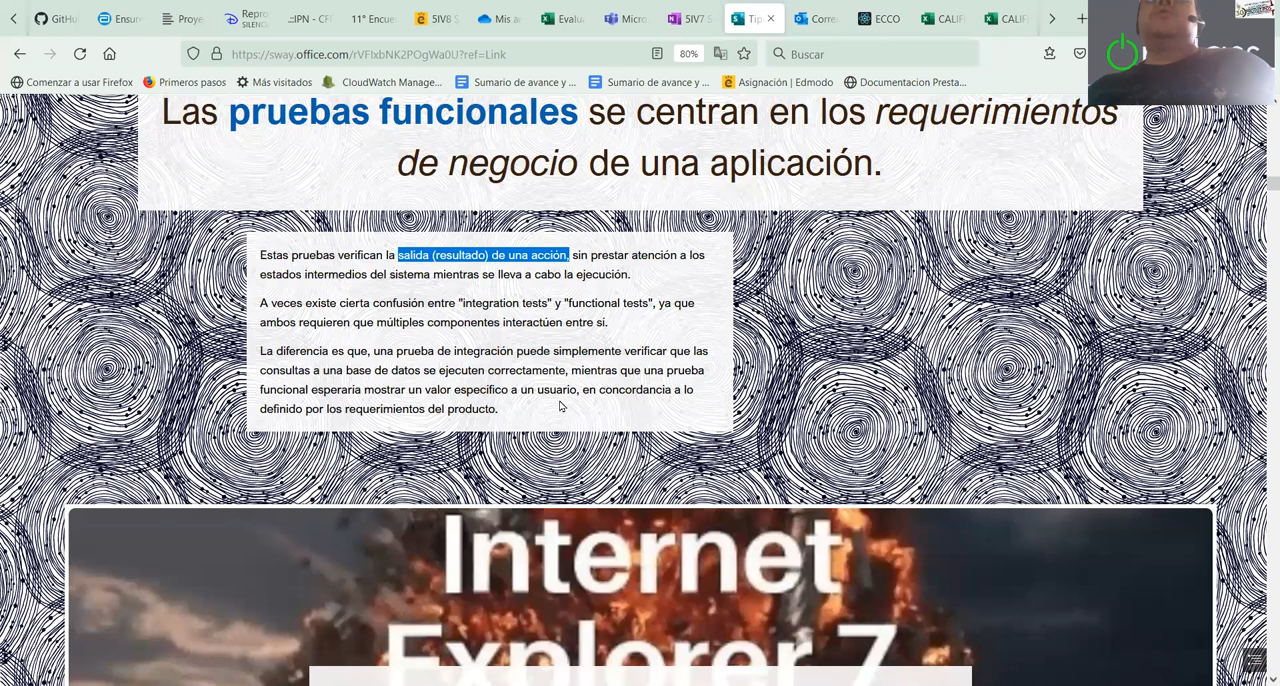 GitHu
Ensure
Proye
Repro
SILENCIO
:::IPN - CFI
11° Encue
5IV8 S
Mis a
Evalu
Micro
5IV7 S
Tip
Corre
ECCO
CALIF
CALIF
https://sway.office.com/rVFlxbNK2POgWa0U?ref=Link
80%
Buscar
Comenzar a usar Firefox
Primeros pasos
Más visitados
CloudWatch Manage...
Sumario de avance y ...
Sumario de avance y ...
Asignación | Edmodo
Documentacion Presta...
Las pruebas funcionales se centran en los requerimientos
de negocio de una aplicación.
Estas pruebas verifican la salida (resultado) de una acción, sin prestar atención a los
estados intermedios del sistema mientras se lleva a cabo la ejecución.
A veces existe cierta confusión entre "integration tests" y "functional tests", ya que
ambos requieren que múltiples componentes interactúen entre sí.
La diferencia es que, una prueba de integración puede simplemente verificar que las
consultas a una base de datos se ejecuten correctamente, mientras que una prueba
funcional esperaría mostrar un valor específico a un usuario, en concordancia a lo
definido por los requerimientos del producto.
Internet
Explorer 7